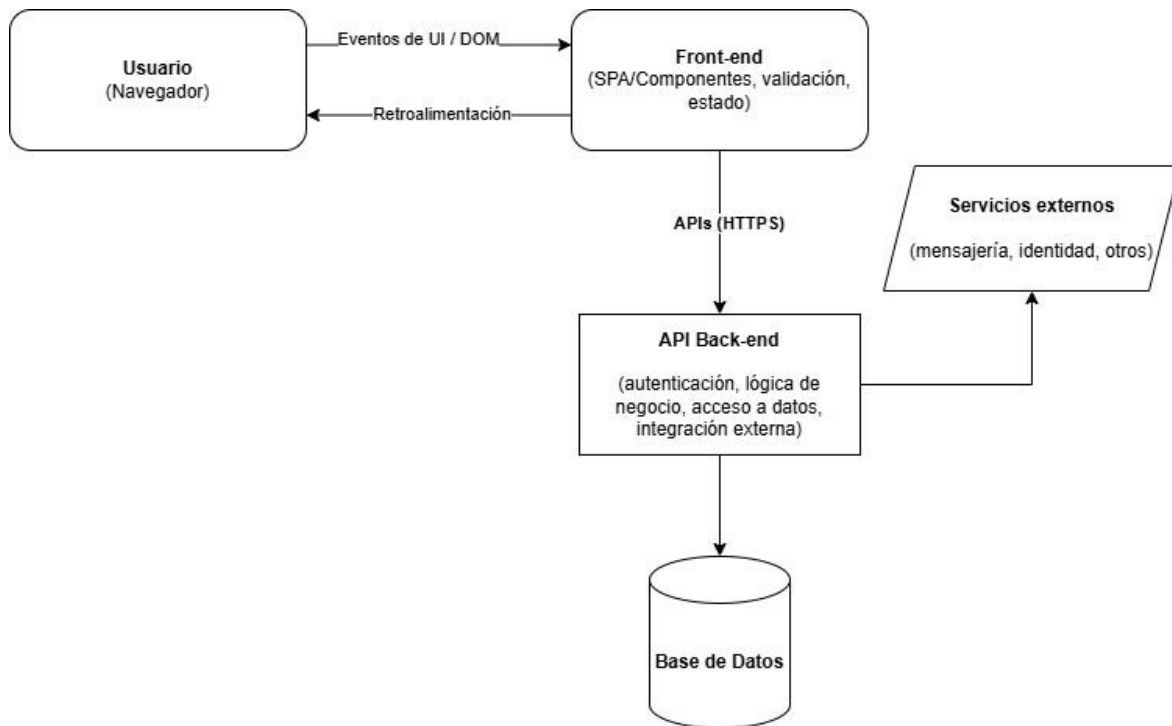 Usuario
(Navegador)
Eventos de UI / DOM
Retroalimentación
Front-end
(SPA/Componentes, validación,
estado)
APIs (HTTPS)
Servicios externos
(mensajería, identidad, otros)
API Back-end
(autenticación, lógica de
negocio, acceso a datos,
integración externa)
Base de Datos